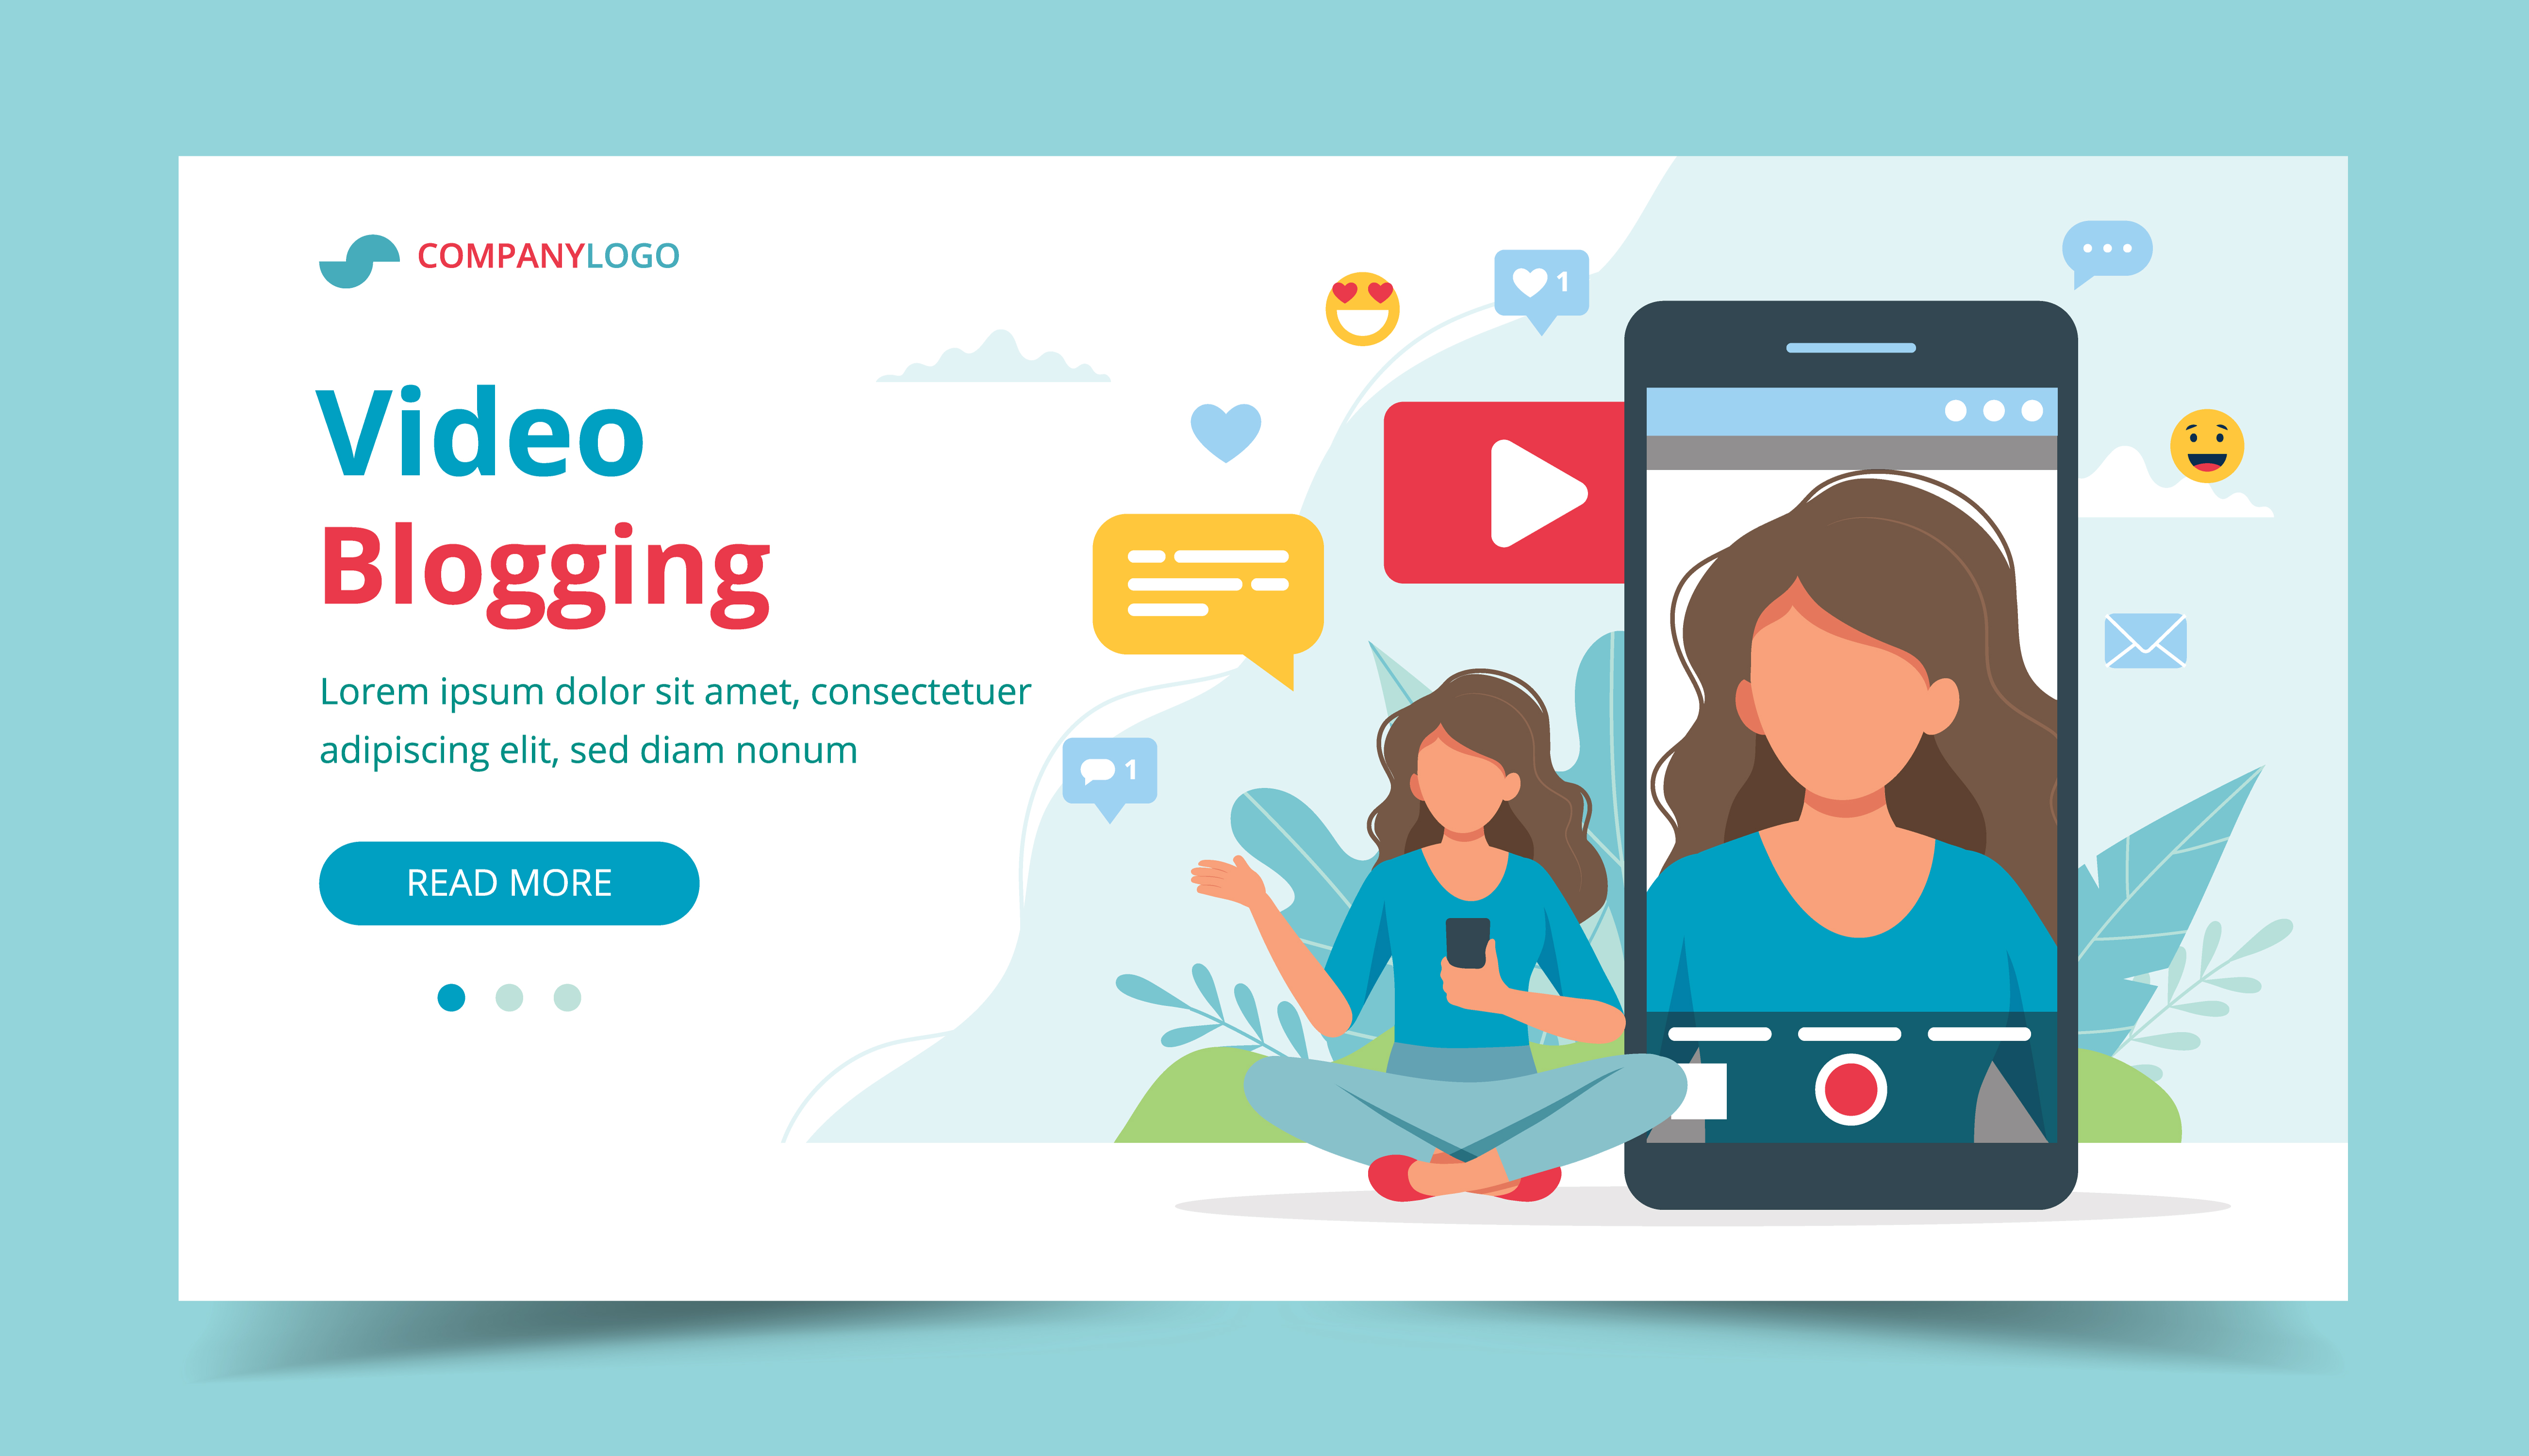 COMPANYLOGO
Video
Blogging
Lorem ipsum dolor sit amet, consectetuer
adipiscing elit, sed diam nonum
READ MORE
1
1